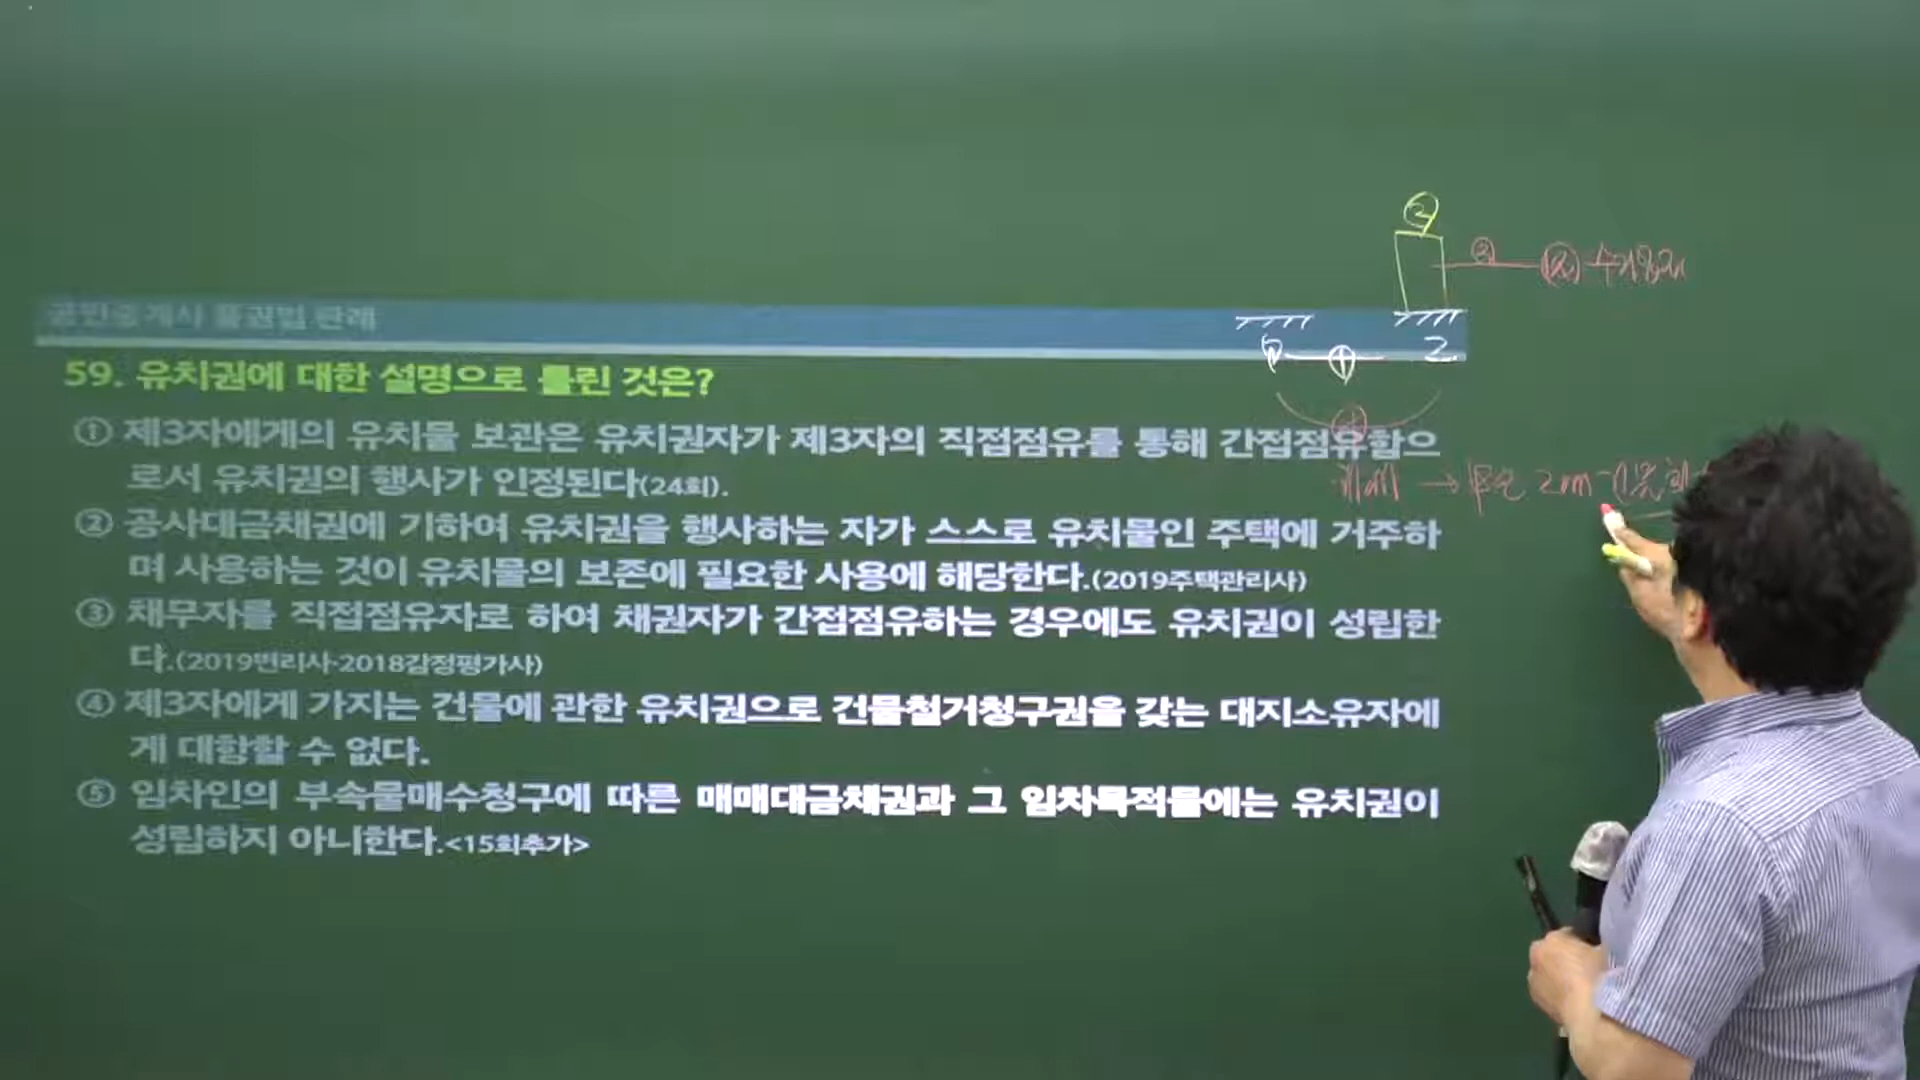 공인중개사 물권법 판례
59. 유치권에 대한 설명으로 틀린 것은?
① 제3자에게의 유치물 보관은 유치권자가 제3자의 직접점유를 통해 간접점유함으
로서 유치권의 행사가 인정된다(24회).
② 공사대금채권에 기하여 유치권을 행사하는 자가 스스로 유치물인 주택에 거주하
며 사용하는 것이 유치물의 보존에 필요한 사용에 해당한다.(2019주택관리사)
③ 채무자를 직접점유자로 하여 채권자가 간접점유하는 경우에도 유치권이 성립한
다.(2019변리사·2018감정평가사)
④ 제3자에게 가지는 건물에 관한 유치권으로 건물철거청구권을 갖는 대지소유자에
게 대항할 수 없다.
⑤ 임차인의 부속물매수청구에 따른 매매대금채권과 그 임차목적물에는 유치권이
성립하지 아니한다.<15회추가>